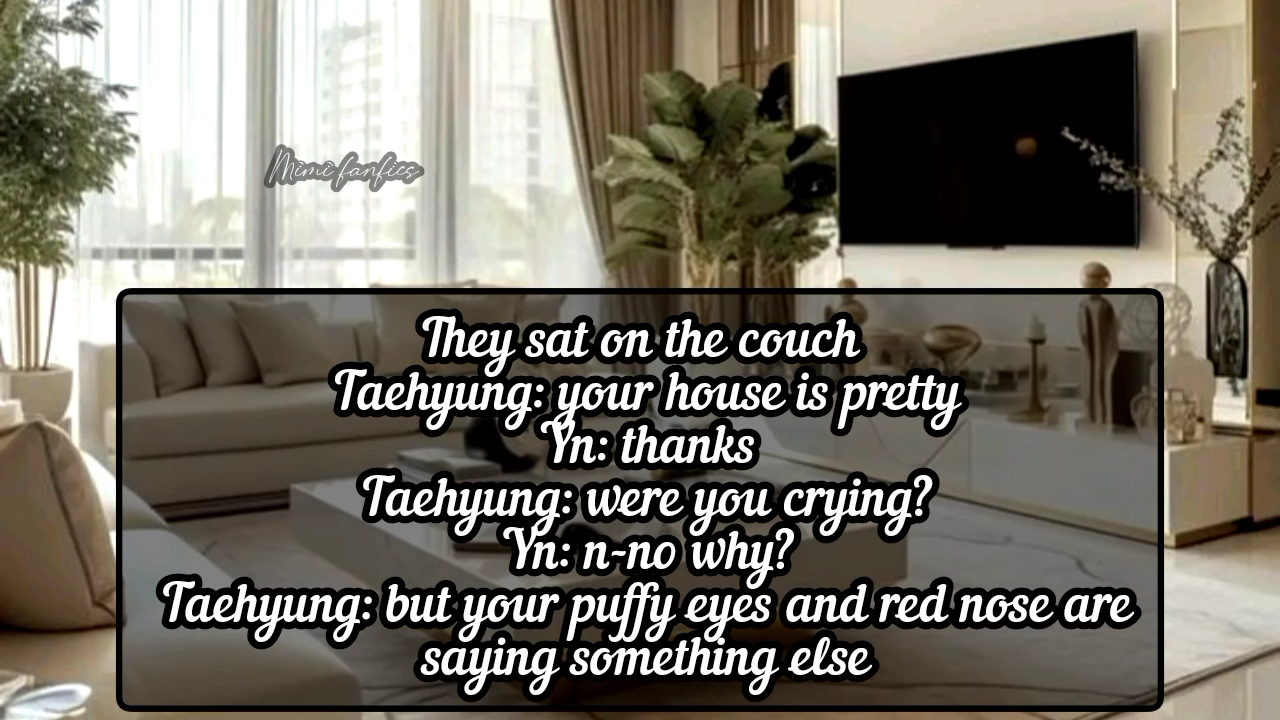 Mimi fanfics
They sat on the couch
Taehyung: your house is pretty
Yn: thanks
Taehyung: were you crying?
Yn: n-no why?
Taehyung: but your puffy eyes and red nose are
saying something else